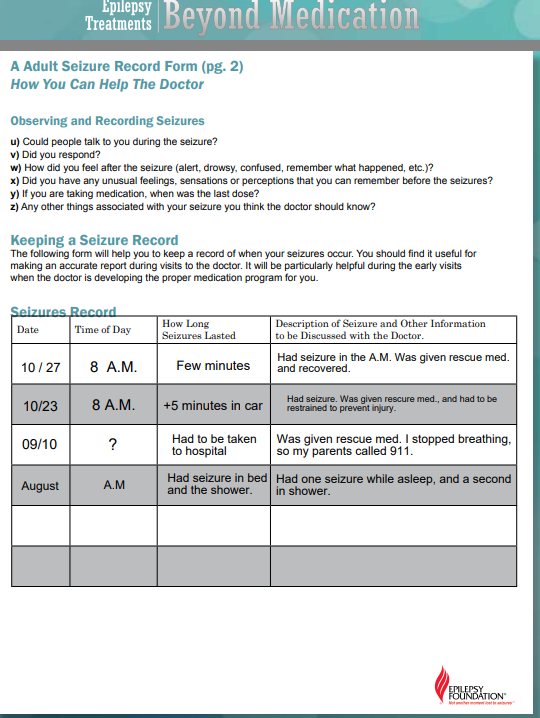 Epilepsy
Treatments
Beyond Medication
A Adult Seizure Record Form (pg. 2)
How You Can Help The Doctor
Observing and Recording Seizures
u) Could people talk to you during the seizure?
v) Did you respond?
w) How did you feel after the seizure (alert, drowsy, confused, remember what happened, etc.)?
x) Did you have any unusual feelings, sensations or perceptions that you can remember before the seizures?
y) If you are taking medication, when was the last dose?
z) Any other things associated with your seizure you think the doctor should know?
Keeping a Seizure Record
The following form will help you to keep a record of when your seizures occur. You should find it useful for
making an accurate report during visits to the doctor. It will be particularly helpful during the early visits
when the doctor is developing the proper medication program for you.
Seizures Record
Date
Time of Day
How Long
Seizures Lasted
Description of Seizure and Other Information
to be Discussed with the Doctor.
10 / 27
8 A.M.
Few minutes
Had seizure in the A.M. Was given rescue med.
and recovered.
10/23
8 A.M.
+5 minutes in car
Had seizure. Was given rescure med., and had to be
restrained to prevent injury.
09/10
?
Had to be taken
to hospital
Was given rescue med. I stopped breathing,
so my parents called 911.
August
A.M
Had seizure in bed
and the shower.
Had one seizure while asleep, and a second
in shower.
EPILEPSY
FOUNDATION®
Not another moment lost to seizures™